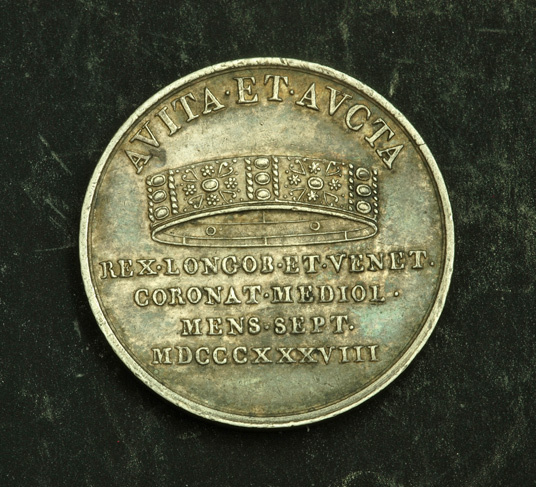 AVITA·ET·AVCTA
REX·LONGOB·ET·VENET.
CORONAT·MEDIOL·
MENS·SEPT.
MDCCCXXXVIII